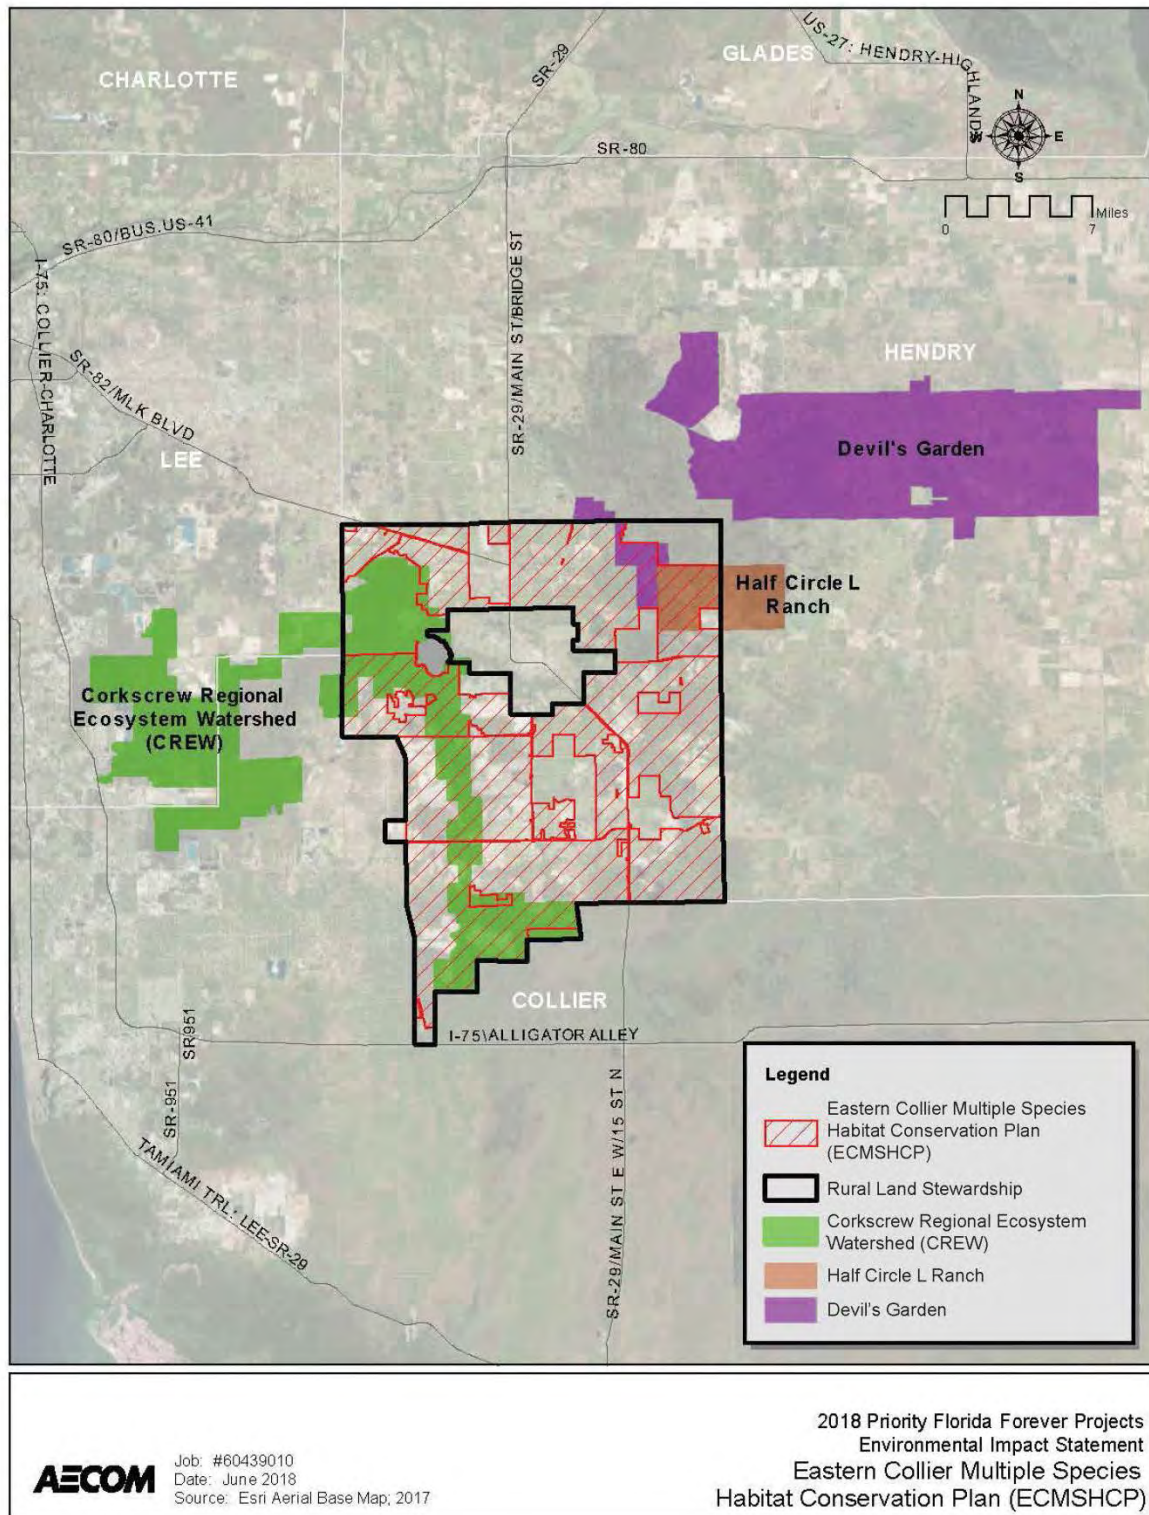 CHARLOTTE
SR-29
GLADES
US-27: HENDRY-HIGHLANDS
N
W
E
S
SR-80
Miles
0
7
SR-80/BUS.US-41
I-75: COLLIER-CHARLOTTE
SR-82/MLK BLVD
LEE
SR-29/MAIN ST/BRIDGE ST
HENDRY
Devil's Garden
Half Circle L
Ranch
Corkscrew Regional
Ecosystem Watershed
(CREW)
COLLIER
I-75\ALLIGATOR ALLEY
SR951
SR-951
TAMIAMI TRL: LEE-SR-29
SR-29/MAIN ST E W/15 ST N
Legend
Eastern Collier Multiple Species
Habitat Conservation Plan
(ECMSHCP)
Rural Land Stewardship
Corkscrew Regional Ecosystem
Watershed (CREW)
Half Circle L Ranch
Devil's Garden
AECOM
Job: #60439010
Date: June 2018
Source: Esri Aerial Base Map; 2017
2018 Priority Florida Forever Projects
Environmental Impact Statement
Eastern Collier Multiple Species
Habitat Conservation Plan (ECMSHCP)